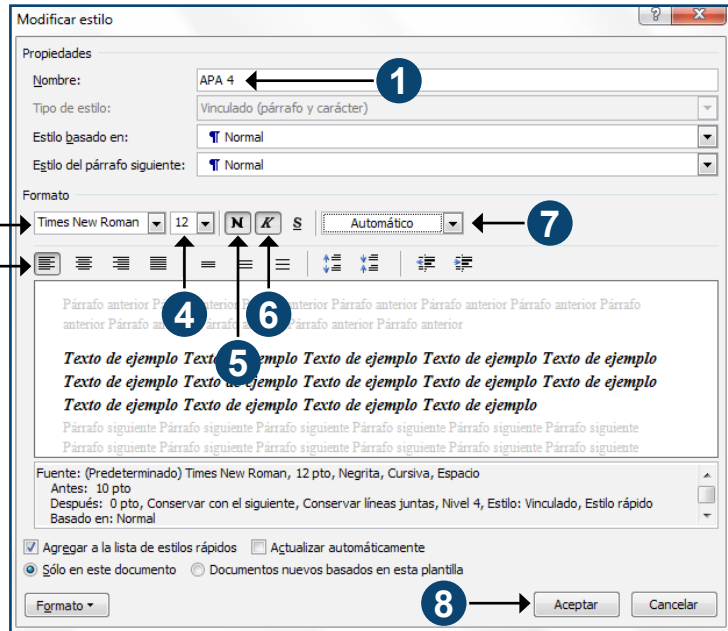 Modificar estilo
Propiedades
Nombre: APA 4 1
Tipo de estilo: Vinculado (párrafo y carácter)
Estilo basado en: ¶ Normal
Estilo del párrafo siguiente: ¶ Normal
Formato
Times New Roman 12 N K S Automático 7
Párrafo anterior Párrafo anterior Párrafo anterior Párrafo anterior Párrafo anterior Párrafo
anterior Párrafo anterior Párrafo anterior Párrafo anterior
4 5 6
Texto de ejemplo Texto de ejemplo Texto de ejemplo Texto de ejemplo Texto de ejemplo
Texto de ejemplo Texto de ejemplo Texto de ejemplo Texto de ejemplo Texto de ejemplo
Texto de ejemplo Texto de ejemplo Texto de ejemplo Texto de ejemplo
Párrafo siguiente Párrafo siguiente Párrafo siguiente Párrafo siguiente Párrafo siguiente
Párrafo siguiente Párrafo siguiente Párrafo siguiente Párrafo siguiente Párrafo siguiente
Fuente: (Predeterminado) Times New Roman, 12 pto, Negrita, Cursiva, Espacio
Antes: 10 pto
Después: 0 pto, Conservar con el siguiente, Conservar líneas juntas, Nivel 4, Estilo: Vinculado, Estilo rápido
Basado en: Normal
Agregar a la lista de estilos rápidos Actualizar automáticamente
Sólo en este documento Documentos nuevos basados en esta plantilla
Formato 8 Aceptar Cancelar